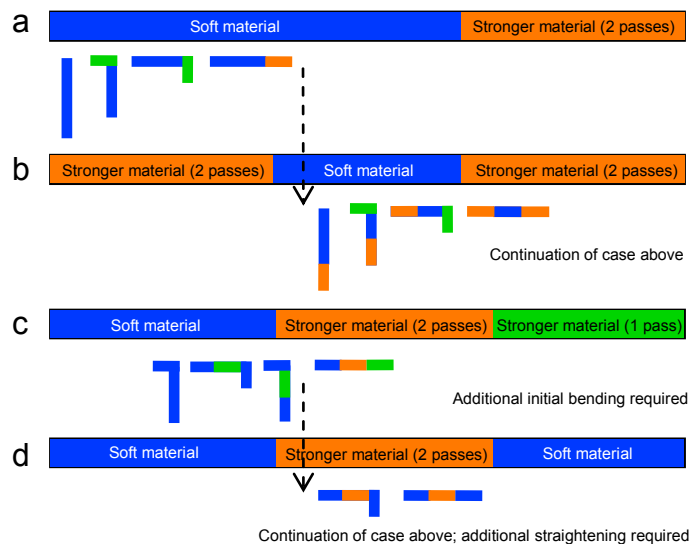 a
Soft material
Stronger material (2 passes)
b
Stronger material (2 passes)
Soft material
Stronger material (2 passes)
Continuation of case above
c
Soft material
Stronger material (2 passes)
Stronger material (1 pass)
Additional initial bending required
d
Soft material
Stronger material (2 passes)
Soft material
Continuation of case above; additional straightening required